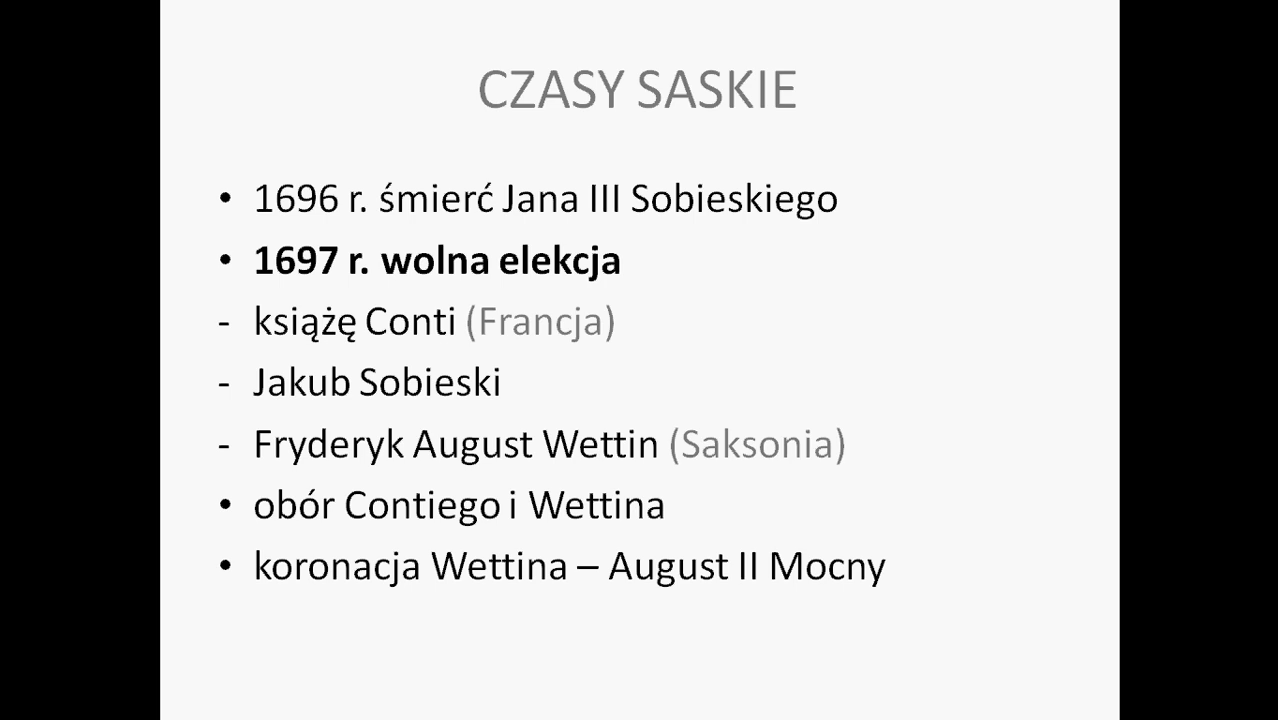 CZASY SASKIE
• 1696 r. śmierć Jana III Sobieskiego
• 1697 r. wolna elekcja
- książę Conti (Francja)
- Jakub Sobieski
- Fryderyk August Wettin (Saksonia)
• obór Contiego i Wettina
• koronacja Wettina – August II Mocny